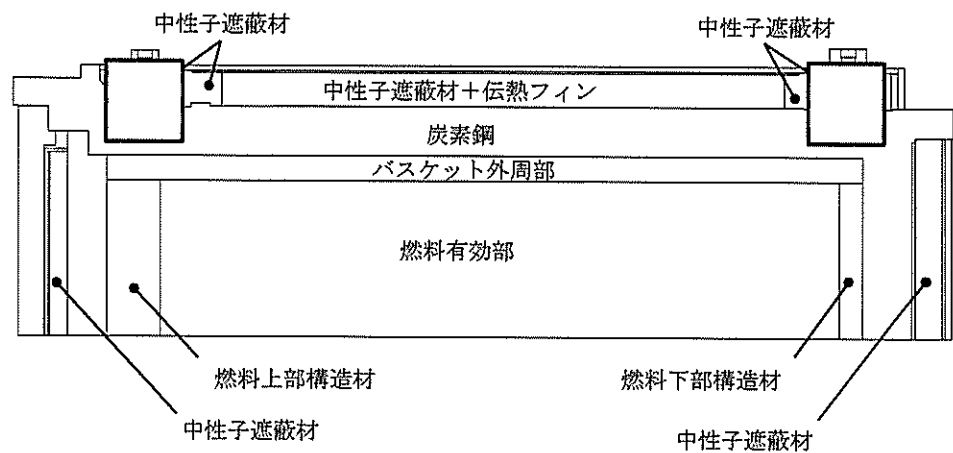 中性子遮蔽材
中性子遮蔽材
中性子遮蔽材+伝熱フィン
炭素鋼
バスケット外周部
燃料有効部
燃料上部構造材
燃料下部構造材
中性子遮蔽材
中性子遮蔽材